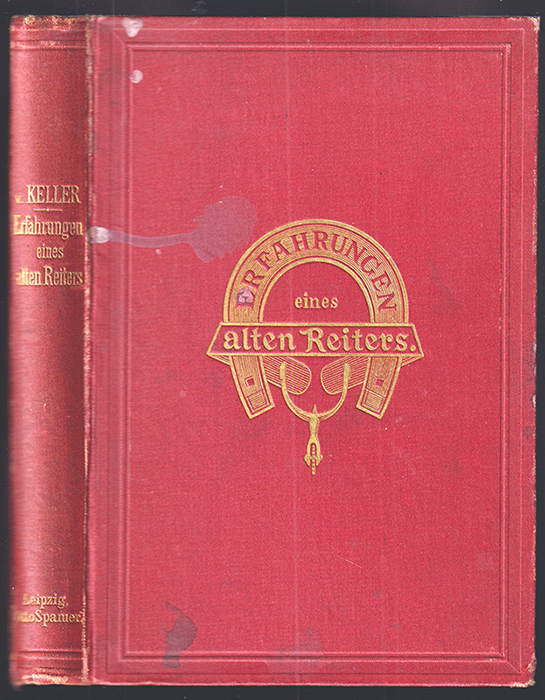 v. KELLER
Erfahrungen
eines
alten Reiters
Leipzig,
Otto Spamer.
ERFAHRUNGEN
eines
alten Reiters.